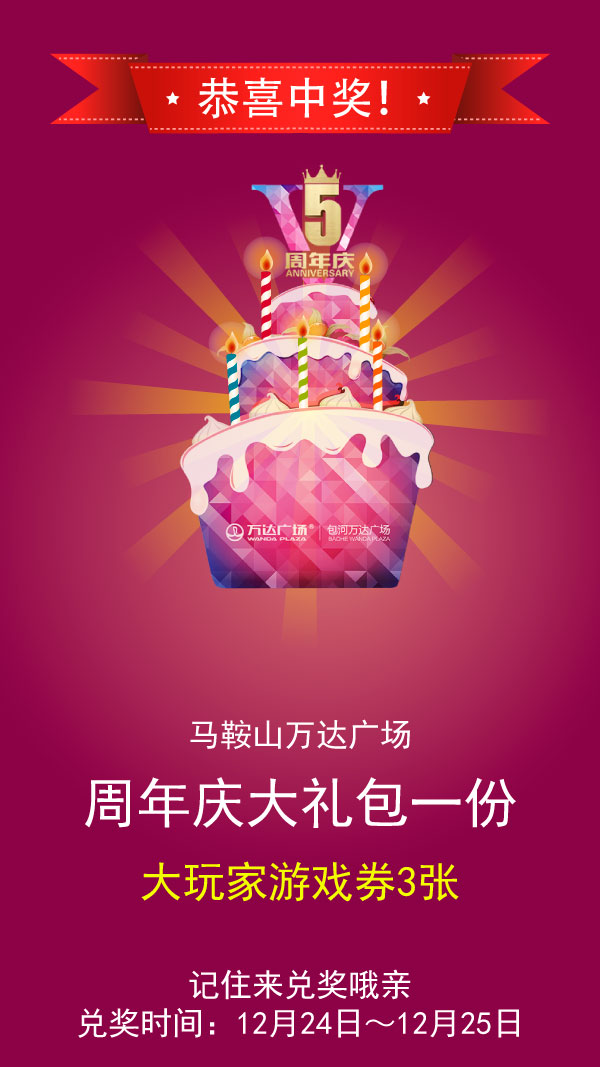 恭喜中奖!
5
周年庆
ANNIVERSARY
万达广场® 包河万达广场
WANDA PLAZA BAOHE WANDA PLAZA
马鞍山万达广场
周年庆大礼包一份
大玩家游戏券3张
记住来兑奖哦亲
兑奖时间：12月24日～12月25日